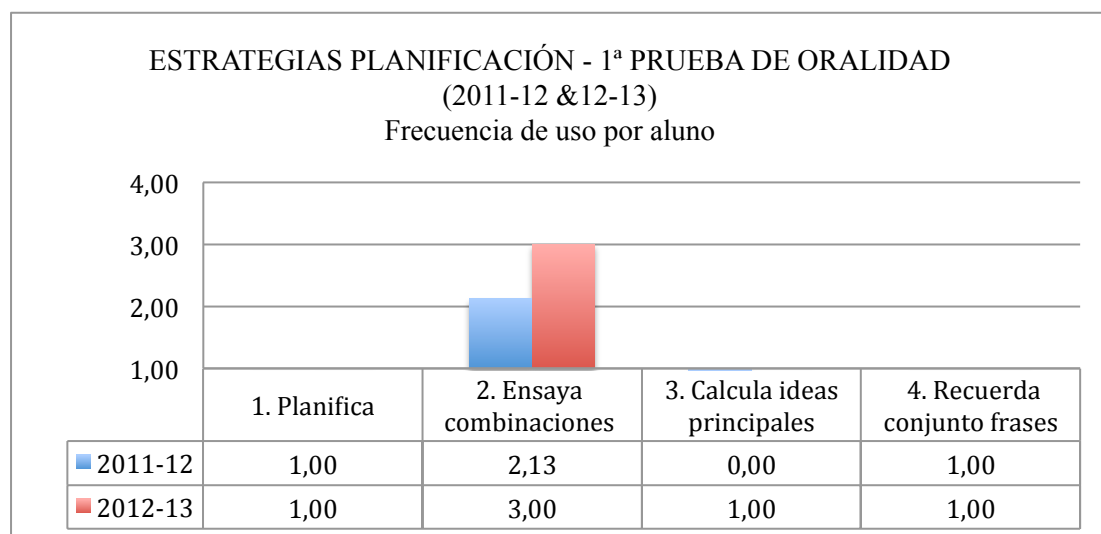 ESTRATEGIAS PLANIFICACIÓN - 1ª PRUEBA DE ORALIDAD
(2011-12 &12-13)
Frecuencia de uso por aluno
4,00
3,00
2,00
1,00
1. Planifica
2. Ensaya
combinaciones
3. Calcula ideas
principales
4. Recuerda
conjunto frases
2011-12 1,00 2,13 0,00 1,00
2012-13 1,00 3,00 1,00 1,00